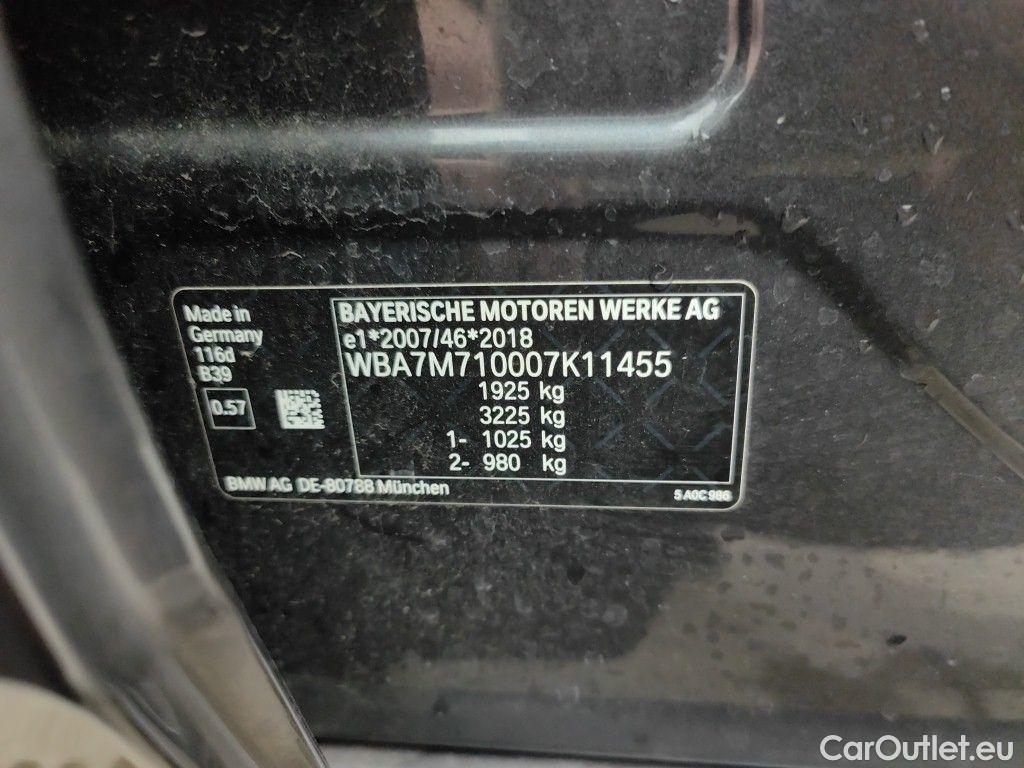 Made in
Germany
116d
B39
0.57
BAYERISCHE MOTOREN WERKE AG
e1*2007/46*2018
WBA7M710007K11455
1925 kg
3225 kg
1- 1025 kg
2- 980 kg
BMW AG DE-80788 München
5 A0C 986
CarOutlet.eu